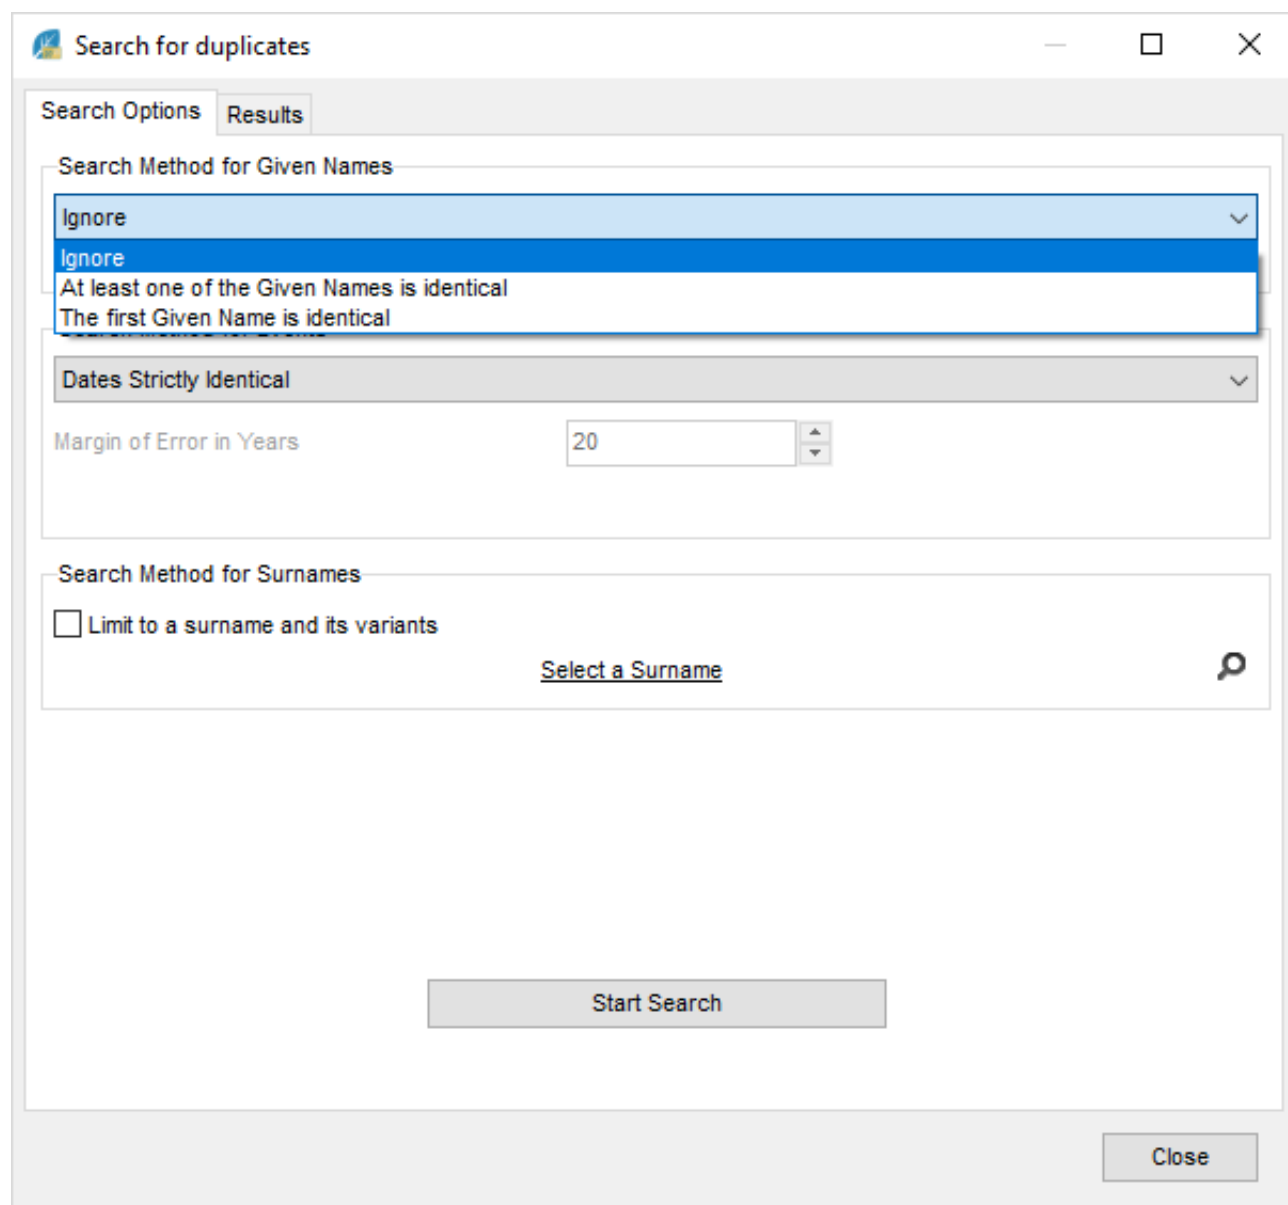 Search for duplicates
Search Options
Results
Search Method for Given Names
Ignore
Ignore
At least one of the Given Names is identical
The first Given Name is identical
Dates Strictly Identical
Margin of Error in Years
20
Search Method for Surnames
Limit to a surname and its variants
Select a Surname
Start Search
Close